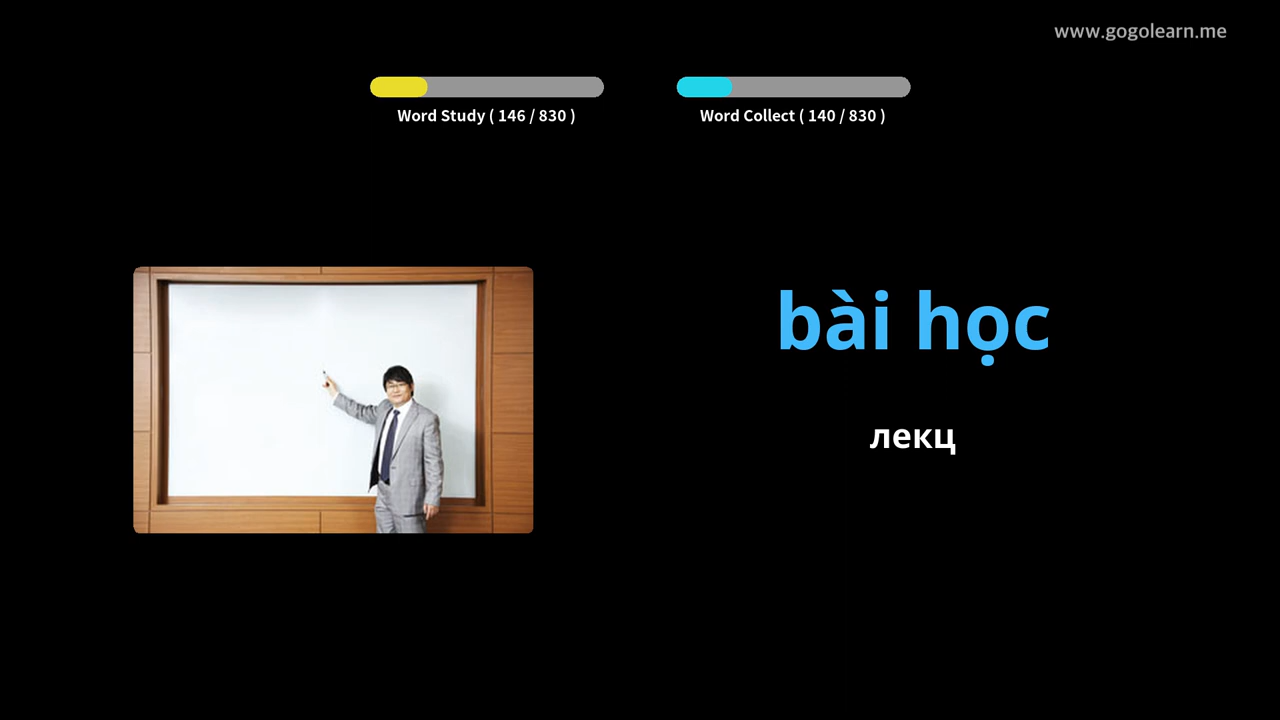 www.gogolearn.me
Word Study ( 146 / 830 )
Word Collect ( 140 / 830 )
bài học
лекц